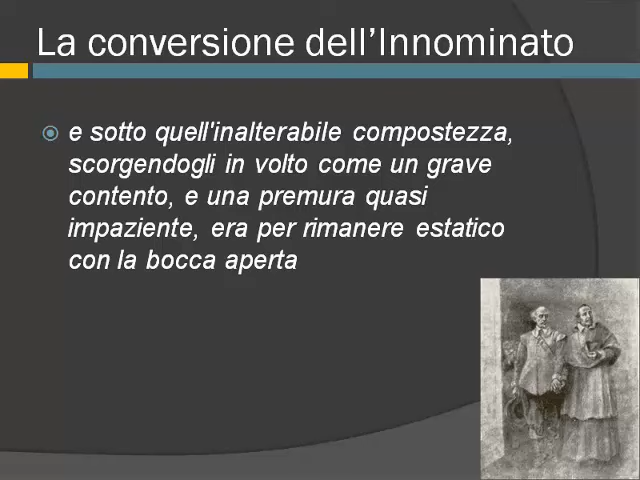 La conversione dell’Innominato
e sotto quell'inalterabile compostezza,
scorgendogli in volto come un grave
contento, e una premura quasi
impaziente, era per rimanere estatico
con la bocca aperta